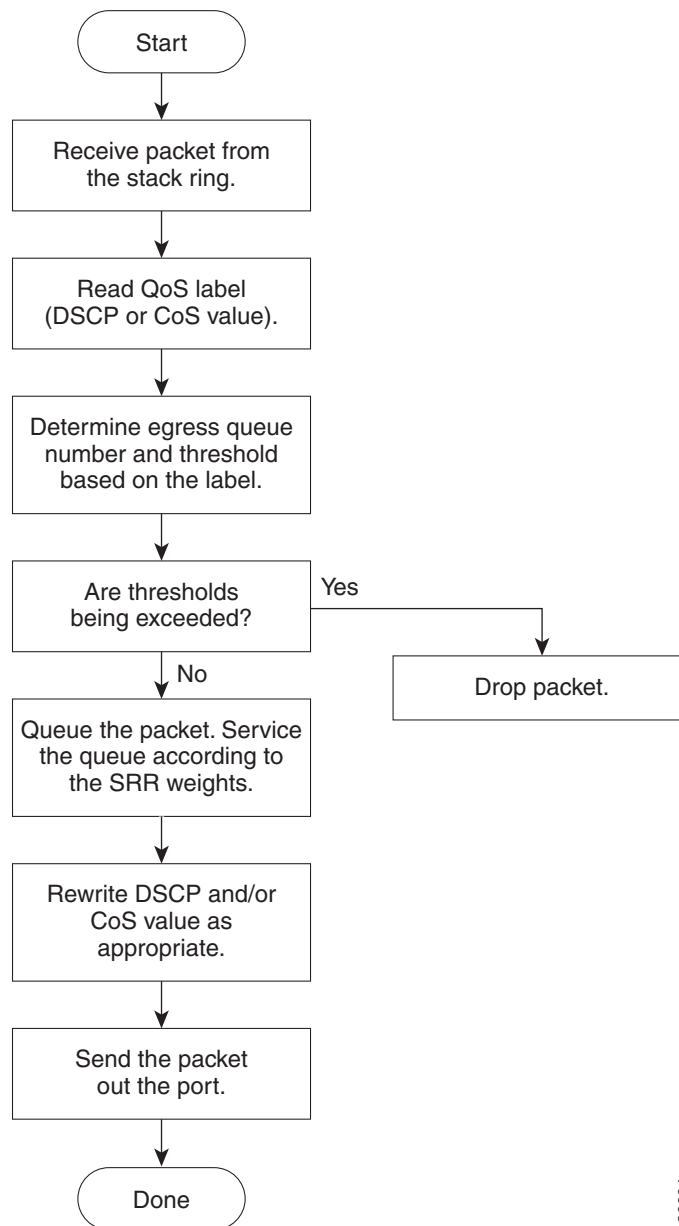 Start
Receive packet from
the stack ring.
Read QoS label
(DSCP or CoS value).
Determine egress queue
number and threshold
based on the label.
Are thresholds
being exceeded?
Yes
No
Drop packet.
Queue the packet. Service
the queue according to
the SRR weights.
Rewrite DSCP and/or
CoS value as
appropriate.
Send the packet
out the port.
Done